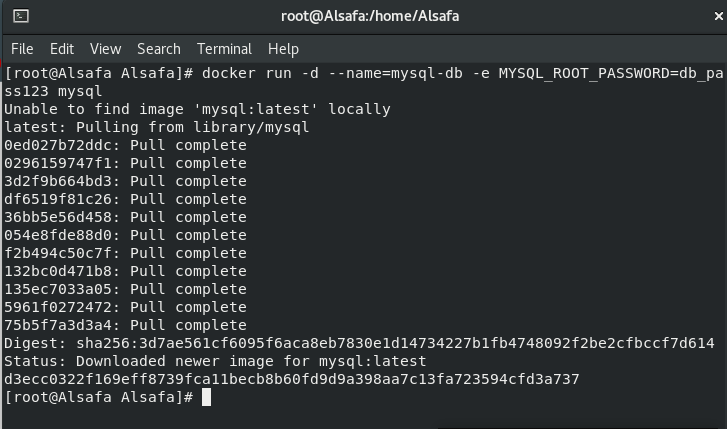 root@Alsafa:/home/Alsafa
File Edit View Search Terminal Help
[root@Alsafa Alsafa]# docker run -d --name=mysql-db -e MYSQL_ROOT_PASSWORD=db_pa
ss123 mysql
Unable to find image 'mysql:latest' locally
latest: Pulling from library/mysql
0ed027b72ddc: Pull complete
0296159747f1: Pull complete
3d2f9b664bd3: Pull complete
df6519f81c26: Pull complete
36bb5e56d458: Pull complete
054e8fde88d0: Pull complete
f2b494c50c7f: Pull complete
132bc0d471b8: Pull complete
135ec7033a05: Pull complete
5961f0272472: Pull complete
75b5f7a3d3a4: Pull complete
Digest: sha256:3d7ae561cf6095f6aca8eb7830e1d14734227b1fb4748092f2be2cfbccf7d614
Status: Downloaded newer image for mysql:latest
d3ecc0322f169eff8739fca11becb8b60fd9d9a398aa7c13fa723594cfd3a737
[root@Alsafa Alsafa]#